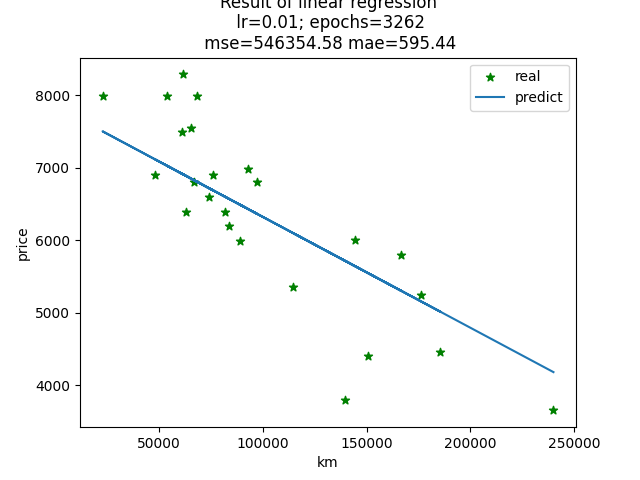 Result of linear regression
lr=0.01; epochs=3262
mse=546354.58 mae=595.44
real
predict
8000
7000
6000
5000
4000
price
50000 100000 150000 200000 250000
km